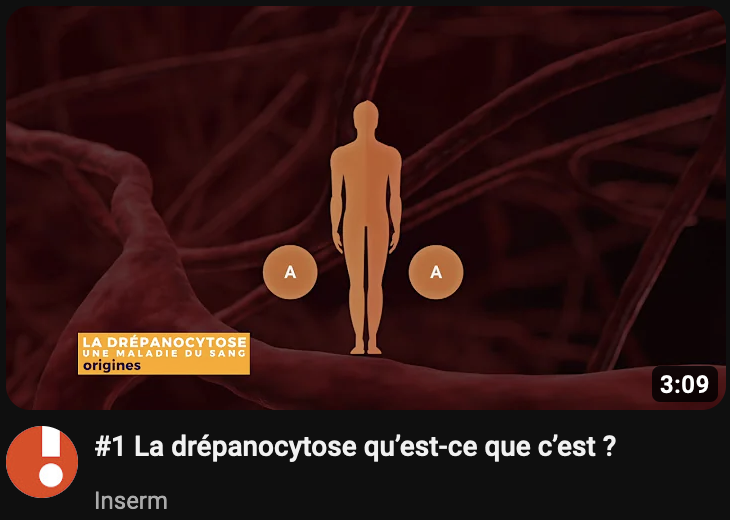 A
A
LA DRÉPANOCYTOSE
UNE MALADIE DU SANG
origines
3:09
#1 La drépanocytose qu’est-ce que c’est ?
Inserm